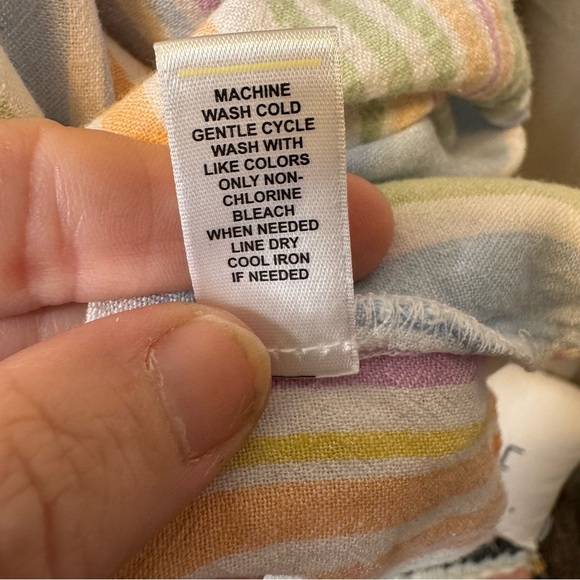 MACHINE
WASH COLD
GENTLE CYCLE
WASH WITH
LIKE COLORS
ONLY NON-
CHLORINE
BLEACH
WHEN NEEDED
LINE DRY
COOL IRON
IF NEEDED